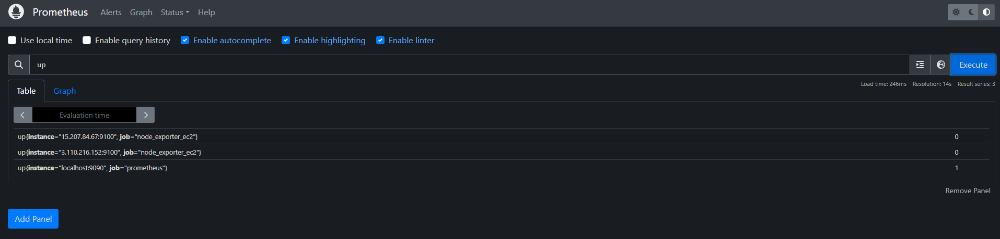 Prometheus Alerts Graph Status Help
Use local time Enable query history Enable autocomplete Enable highlighting Enable linter
up Execute
Table Graph Load time: 246ms Resolution: 14s Result series: 3
Evaluation time
up{instance="15.207.84.67:9100", job="node_exporter_ec2"} 0
up{instance="3.110.216.152:9100", job="node_exporter_ec2"} 0
up{instance="localhost:9090", job="prometheus"} 1
Remove Panel
Add Panel